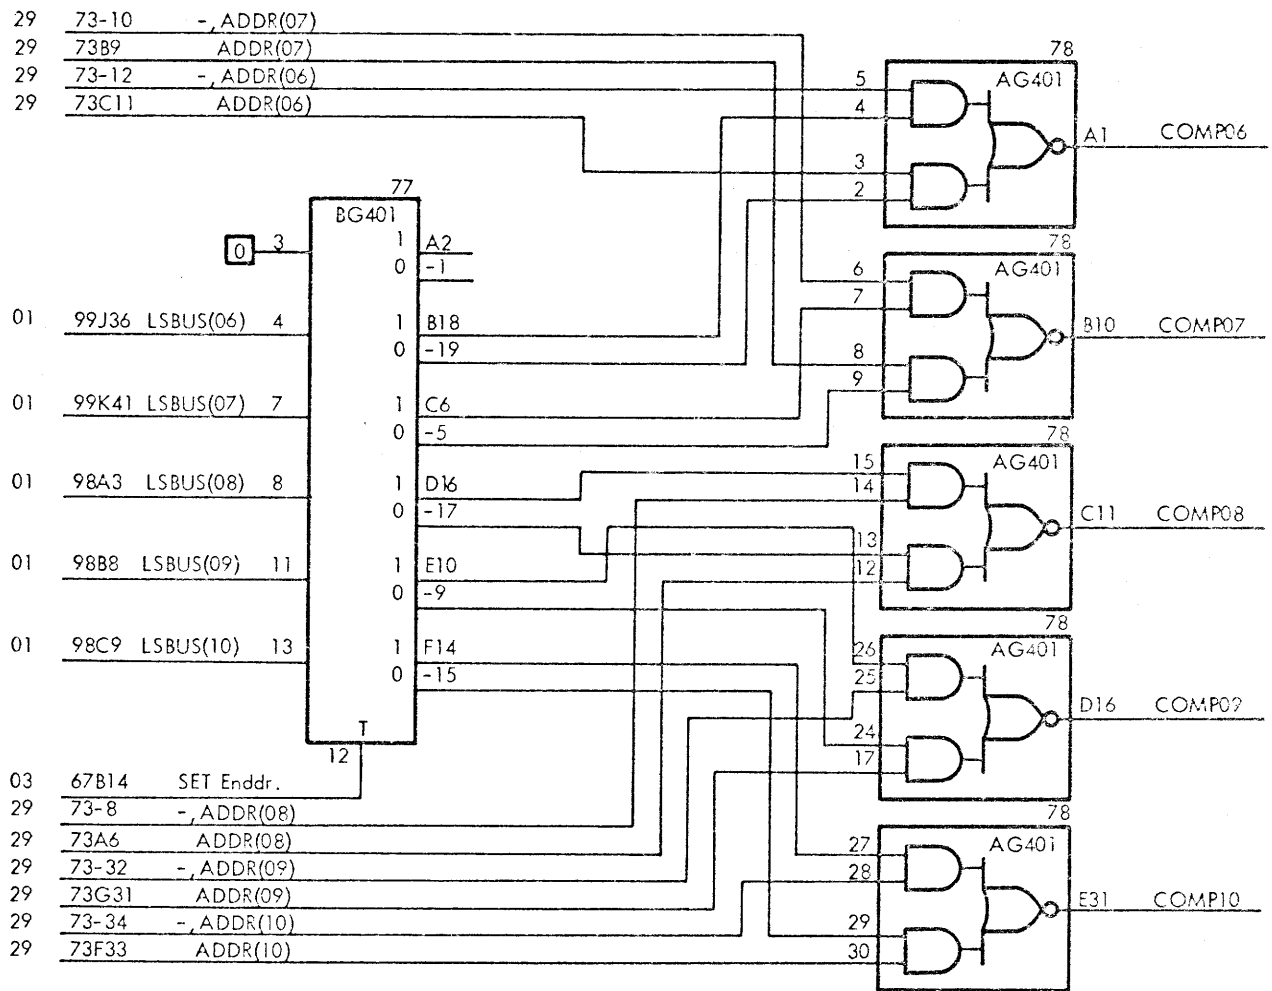 29 73-10 -,ADDR(07)
29 73B9 ADDR(07)
29 73-12 -,ADDR(06)
29 73C11 ADDR(06)
78
AG401
5
4
3
2
A1 COMP06
77
BG401
0 3
1 A2
0 -1
78
AG401
6
7
8
9
B10 COMP07
01 99J36 LSBUS(06) 4
1 B18
0 -19
01 99K41 LSBUS(07) 7
1 C6
0 -5
78
AG401
15
14
13
12
C11 COMP08
01 98A3 LSBUS(08) 8
1 D16
0 -17
01 98B8 LSBUS(09) 11
1 E10
0 -9
78
AG401
26
25
24
17
D16 COMP09
01 98C9 LSBUS(10) 13
1 F14
0 -15
T
12
03 67B14 SET Enddr.
29 73-8 -,ADDR(08)
29 73A6 ADDR(08)
29 73-32 -,ADDR(09)
29 73G31 ADDR(09)
29 73-34 -,ADDR(10)
29 73F33 ADDR(10)
78
AG401
27
28
29
30
E31 COMP10